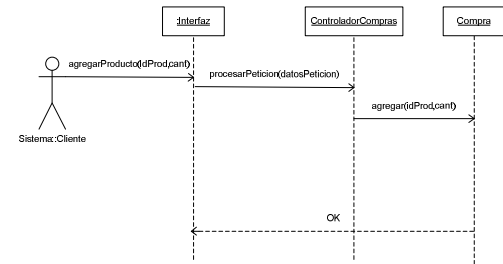 :Interfaz
ControladorCompras
Compra
agregarProducto(idProd,cant)
procesarPeticion(datosPeticion)
agregar(idProd,cant)
Sistema::Cliente
OK